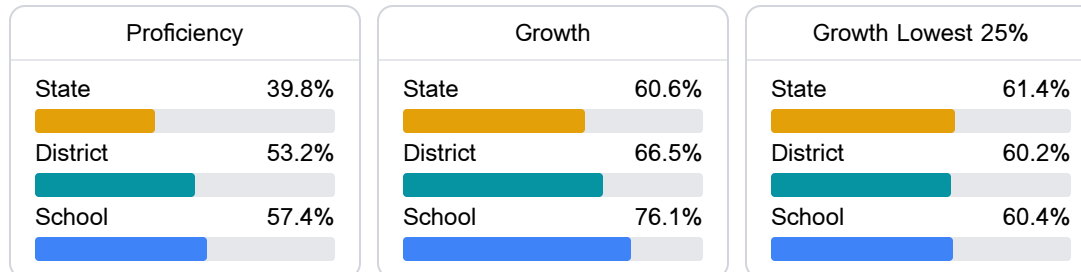 Proficiency
State 39.8%
District 53.2%
School 57.4%
Growth
State 60.6%
District 66.5%
School 76.1%
Growth Lowest 25%
State 61.4%
District 60.2%
School 60.4%